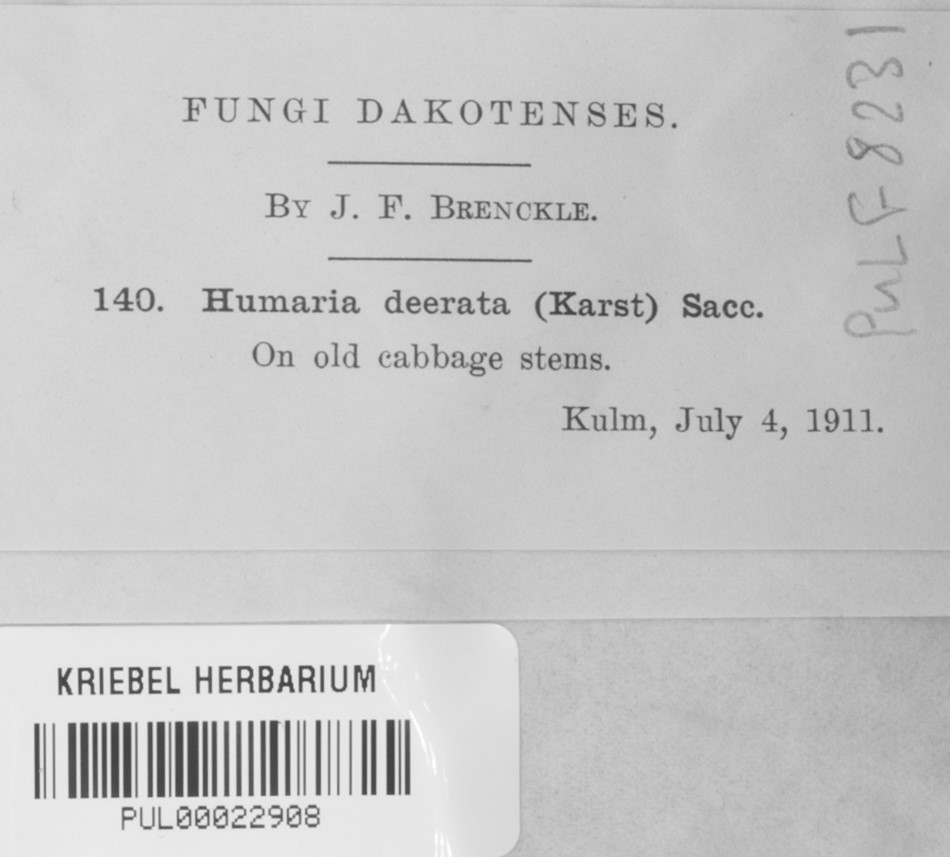 FUNGI DAKOTENSES.
By J. F. Brenckle.
140. Humaria deerata (Karst) Sacc.
On old cabbage stems.
Kulm, July 4, 1911.
PULF 8231
KRIEBEL HERBARIUM
PUL00022908